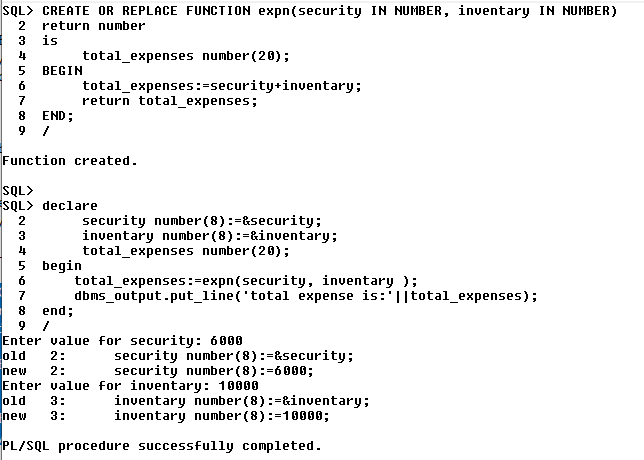 SQL> CREATE OR REPLACE FUNCTION expn(security IN NUMBER, inventary IN NUMBER)
  2  return number
  3  is
  4       total_expenses number(20);
  5  BEGIN
  6       total_expenses:=security+inventary;
  7       return total_expenses;
  8  END;
  9  /
Function created.
SQL>
SQL> declare
  2       security number(8):=&security;
  3       inventary number(8):=&inventary;
  4       total_expenses number(20);
  5  begin
  6      total_expenses:=expn(security, inventary );
  7      dbms_output.put_line('total expense is:'||total_expenses);
  8  end;
  9  /
Enter value for security: 6000
old   2:      security number(8):=&security;
new   2:      security number(8):=6000;
Enter value for inventary: 10000
old   3:      inventary number(8):=&inventary;
new   3:      inventary number(8):=10000;
PL/SQL procedure successfully completed.